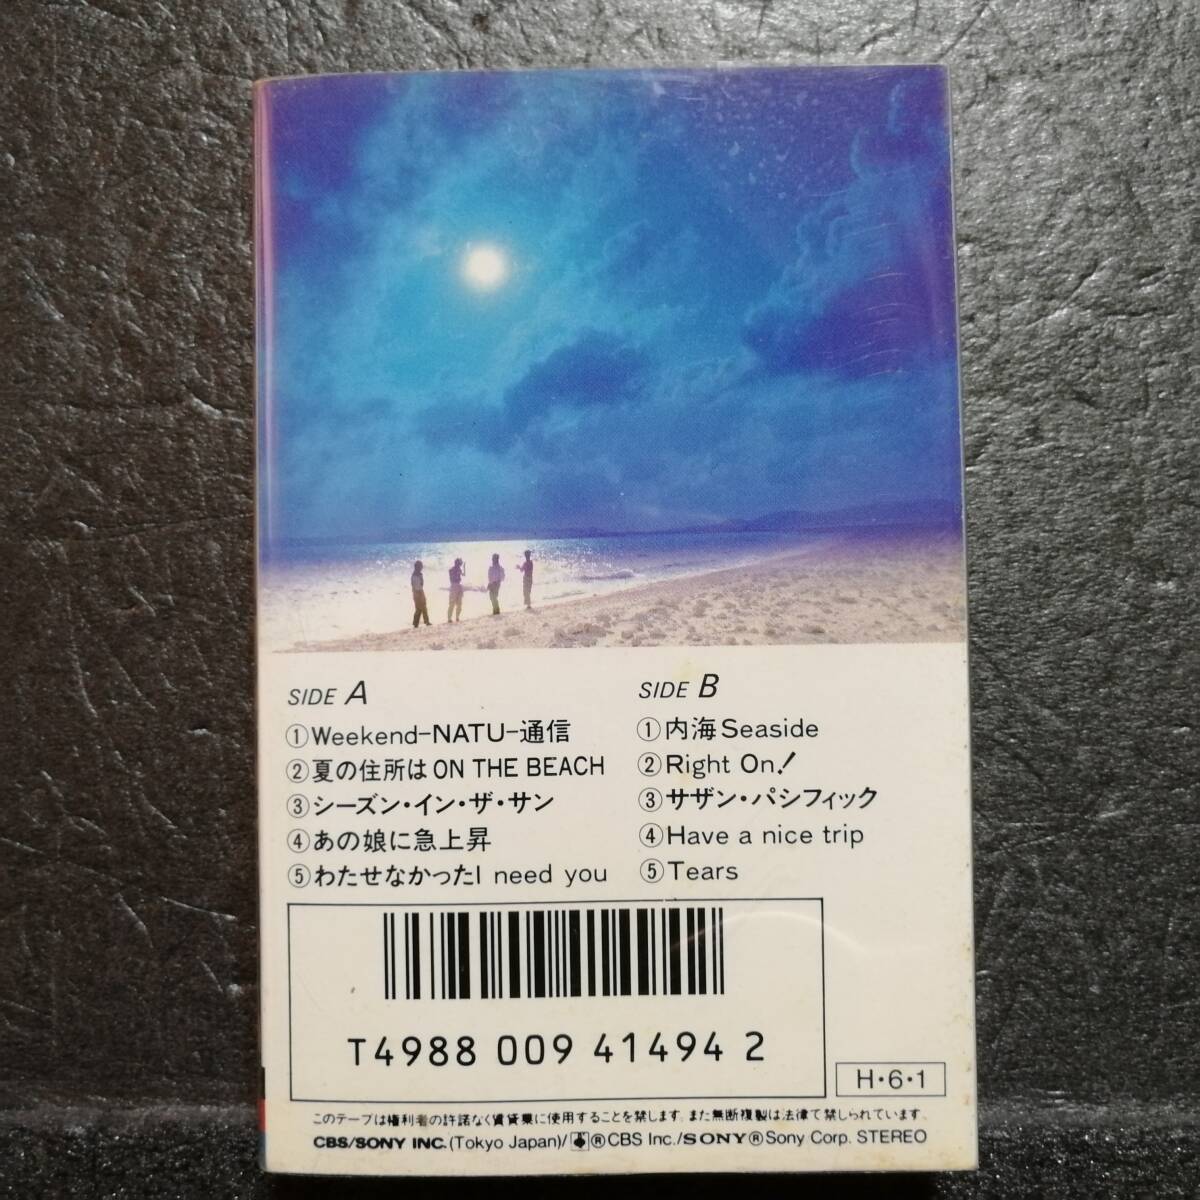 SIDE A
①Weekend-NATU-通信
②夏の住所はON THE BEACH
③シーズン・イン・ザ・サン
④あの娘に急上昇
⑤わたせなかったI need you
SIDE B
①内海Seaside
②Right On!
③サザン・パシフィック
④Have a nice trip
⑤Tears
T4988 009 41494 2
H・6・1
このテープは権利者の許諾なく賃貸業に使用することを禁じます。また無断複製は法律で禁じられています。
CBS/SONY INC.(Tokyo Japan)/®CBS Inc./SONY®Sony Corp. STEREO